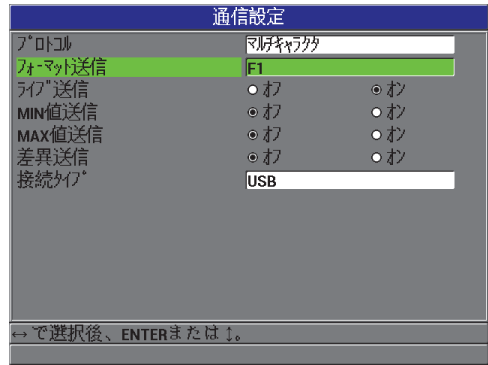 通信設定
ﾌﾟﾛﾄｺﾙ ﾏﾙﾁｷｬﾗｸﾀ
ﾌｫｰﾏｯﾄ送信 F1
ﾗｲﾌﾞ送信 ｵﾌ ｵﾝ
MIN値送信 ｵﾌ ｵﾝ
MAX値送信 ｵﾌ ｵﾝ
差異送信 ｵﾌ ｵﾝ
接続ﾀｲﾌﾟ USB
↔ で選択後、ENTERまたは↕。